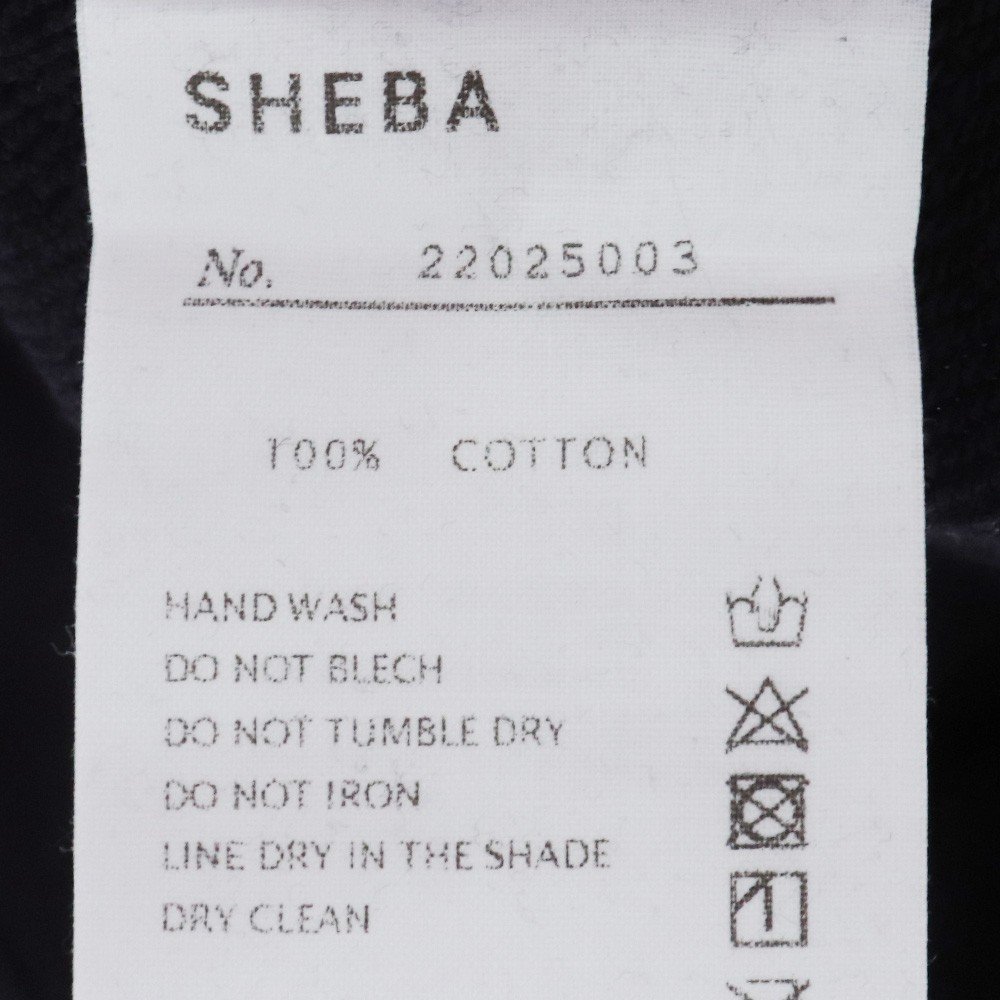 SHEBA
No. 22025003
100% COTTON
HAND WASH
DO NOT BLECH
DO NOT TUMBLE DRY
DO NOT IRON
LINE DRY IN THE SHADE
DRY CLEAN